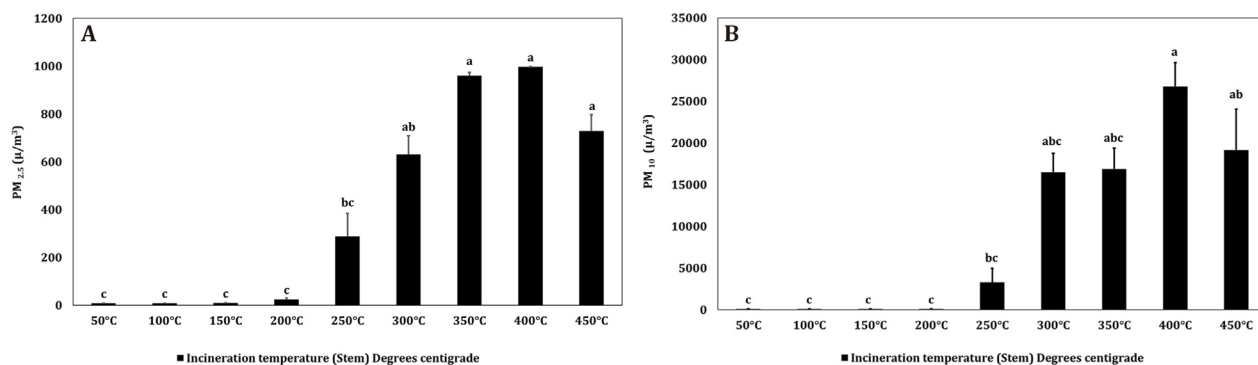 A
1200
1000
800
600
400
200
0
PM 2.5 (μ/m³)
c
c
c
c
bc
ab
a
a
a
50°C 100°C 150°C 200°C 250°C 300°C 350°C 400°C 450°C
■ Incineration temperature (Stem) Degrees centigrade
B
35000
30000
25000
20000
15000
10000
5000
0
PM 10 (μ/m³)
c
c
c
c
bc
abc
abc
a
ab
50°C 100°C 150°C 200°C 250°C 300°C 350°C 400°C 450°C
■ Incineration temperature (Stem) Degrees centigrade